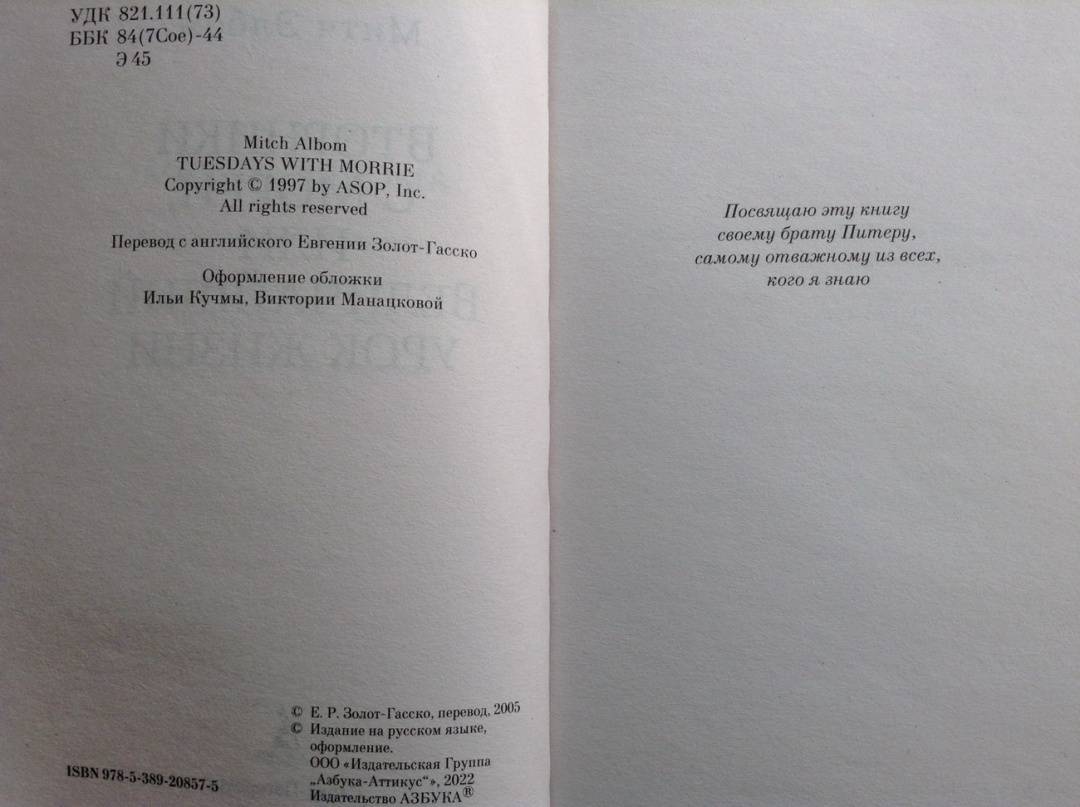 УДК 821.111(73)
ББК 84(7Сое)-44
Э 45
Mitch Albom
TUESDAYS WITH MORRIE
Copyright © 1997 by ASOP, Inc.
All rights reserved
Перевод с английского Евгении Золот-Гасско
Оформление обложки
Ильи Кучмы, Виктории Манацковой
© Е. Р. Золот-Гасско, перевод, 2005
© Издание на русском языке,
оформление.
ООО «Издательская Группа
„Азбука-Аттикус“», 2022
Издательство АЗБУКА®
ISBN 978-5-389-20857-5
Посвящаю эту книгу
своему брату Питеру,
самому отважному из всех,
кого я знаю